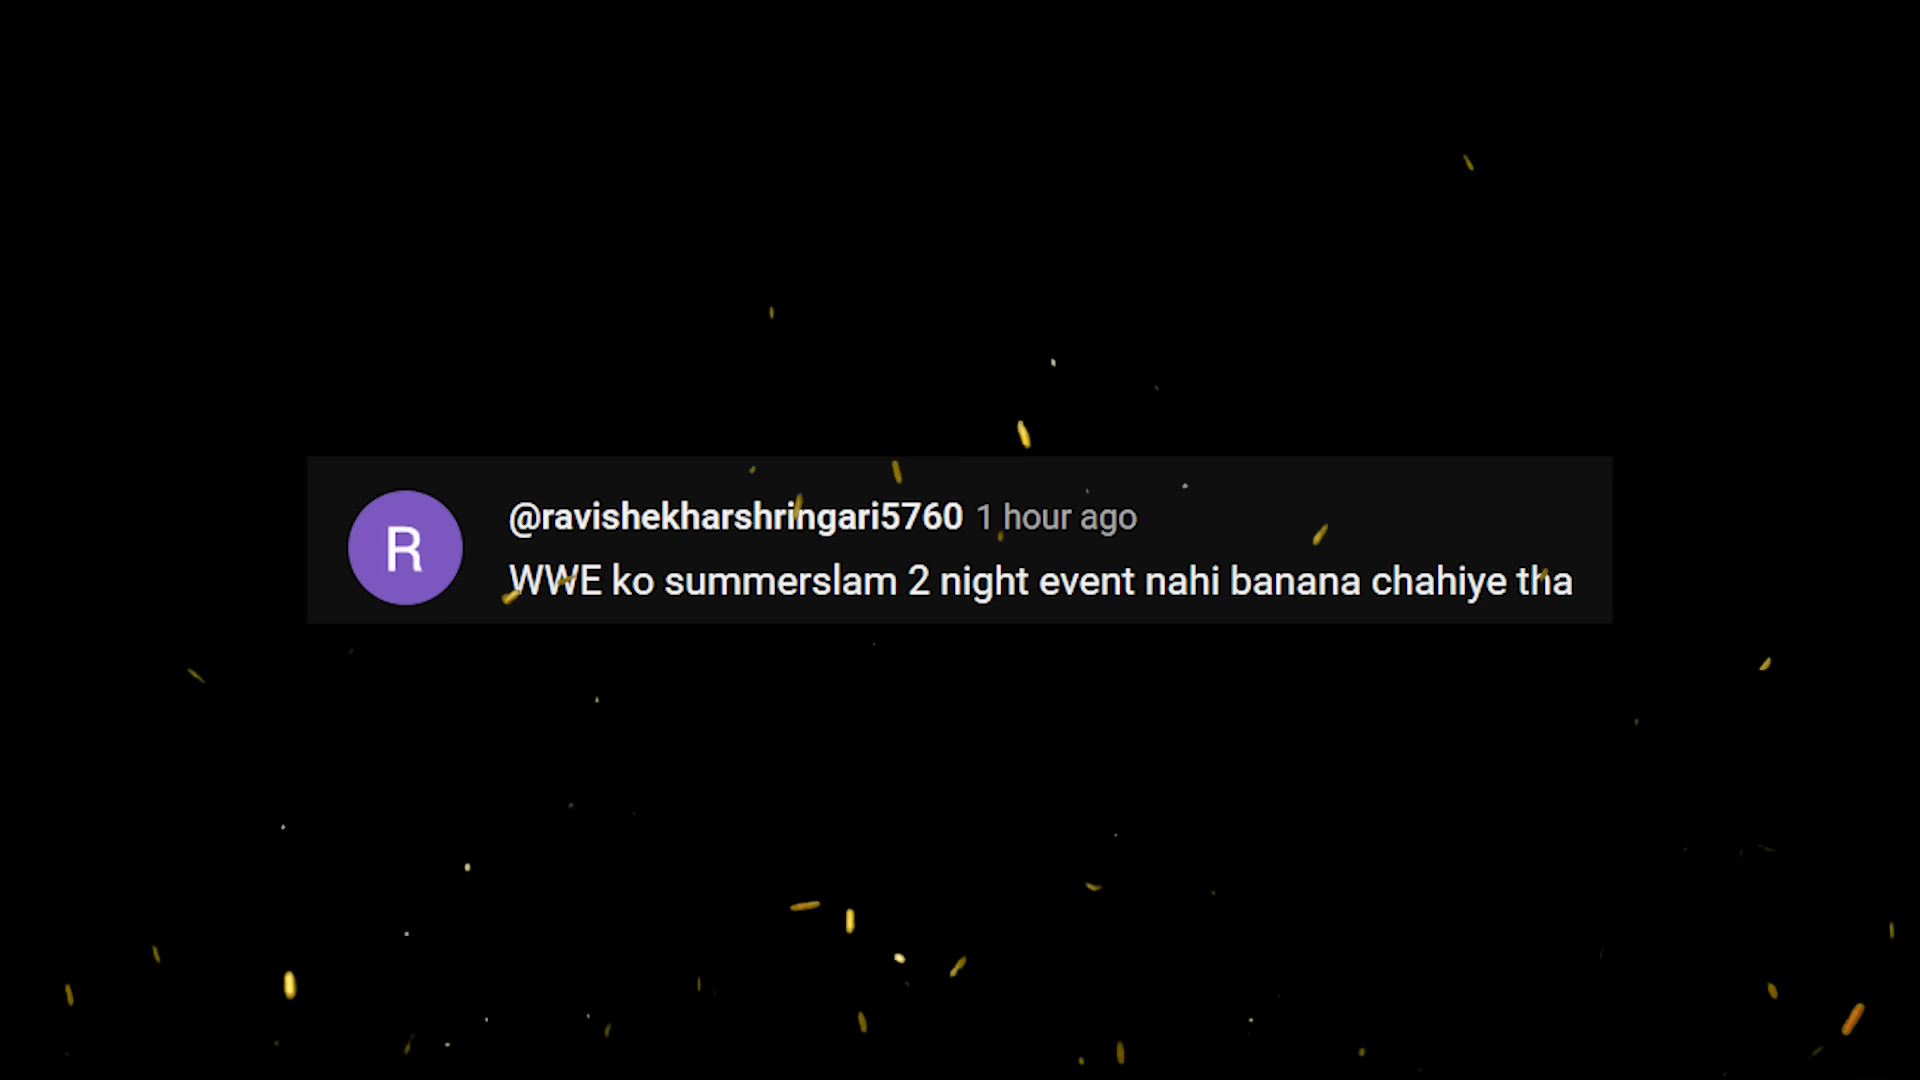 R
@ravishekharshringari5760 1 hour ago
WWE ko summerslam 2 night event nahi banana chahiye tha